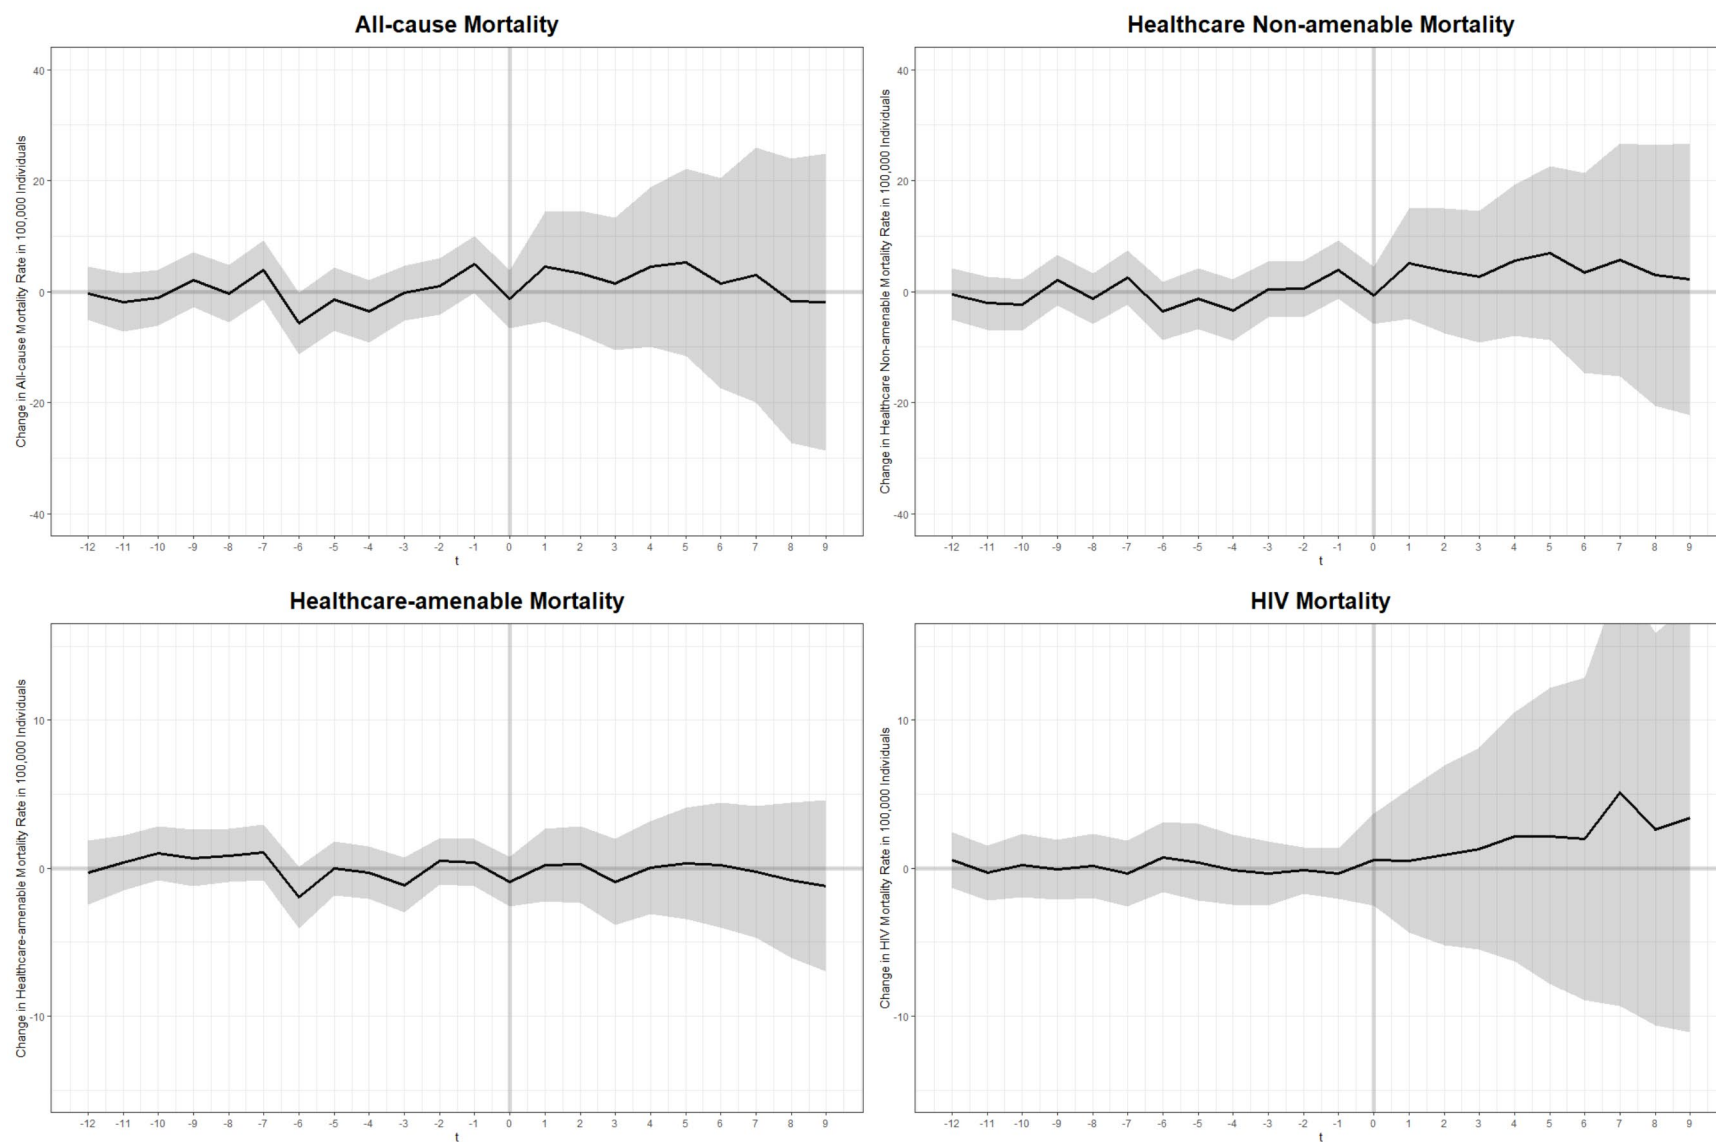 All-cause Mortality
Change in All-cause Mortality Rate in 100,000 Individuals
40
20
0
-20
-40
-12 -11 -10 -9 -8 -7 -6 -5 -4 -3 -2 -1 0 1 2 3 4 5 6 7 8 9
t
Healthcare Non-amenable Mortality
Change in Healthcare Non-amenable Mortality Rate in 100,000 Individuals
40
20
0
-20
-40
-12 -11 -10 -9 -8 -7 -6 -5 -4 -3 -2 -1 0 1 2 3 4 5 6 7 8 9
t
Healthcare-amenable Mortality
Change in Healthcare-amenable Mortality Rate in 100,000 Individuals
10
0
-10
-12 -11 -10 -9 -8 -7 -6 -5 -4 -3 -2 -1 0 1 2 3 4 5 6 7 8 9
t
HIV Mortality
Change in HIV Mortality Rate in 100,000 Individuals
10
0
-10
-12 -11 -10 -9 -8 -7 -6 -5 -4 -3 -2 -1 0 1 2 3 4 5 6 7 8 9
t